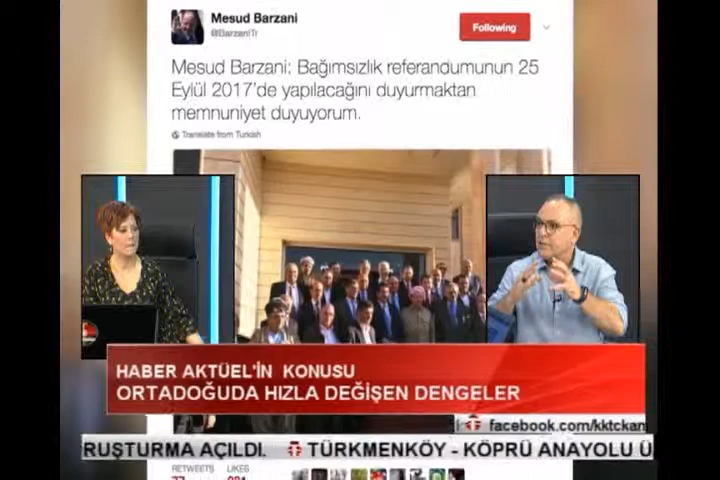 Mesud Barzani
@BarzaniTr
Following
Mesud Barzani: Bağımsızlık referandumunun 25
Eylül 2017'de yapılacağını duyurmaktan
memnuniyet duyuyorum.
Translate from Turkish
HABER AKTÜEL'İN KONUSU
ORTADOĞUDA HIZLA DEĞİŞEN DENGELER
facebook.com/kktckan
RUŞTURMA AÇILDI. TÜRKMENKÖY - KÖPRÜ ANAYOLU Ü
RETWEETS LIKES